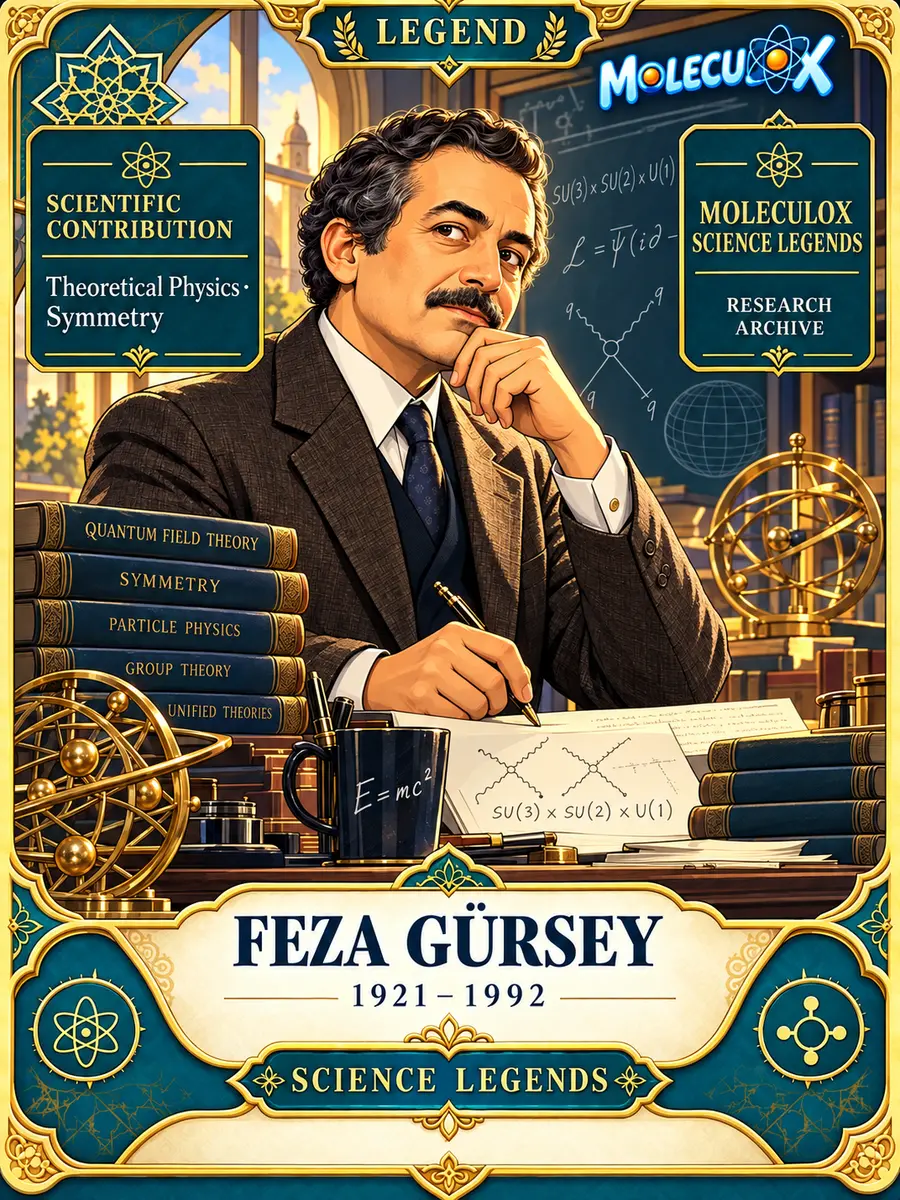 LEGEND
MOLECULOX
SCIENTIFIC
CONTRIBUTION
Theoretical Physics·
Symmetry
MOLECULOX
SCIENCE LEGENDS
RESEARCH
ARCHIVE
SU(3) x SU(2) x U(1)
ℒ = ψ̄(i∂ −
q q
q q
QUANTUM FIELD THEORY
SYMMETRY
PARTICLE PHYSICS
GROUP THEORY
UNIFIED THEORIES
E=mc²
SU(3) x SU(2) x U(1)
FEZA GÜRSEY
1921–1992
SCIENCE LEGENDS